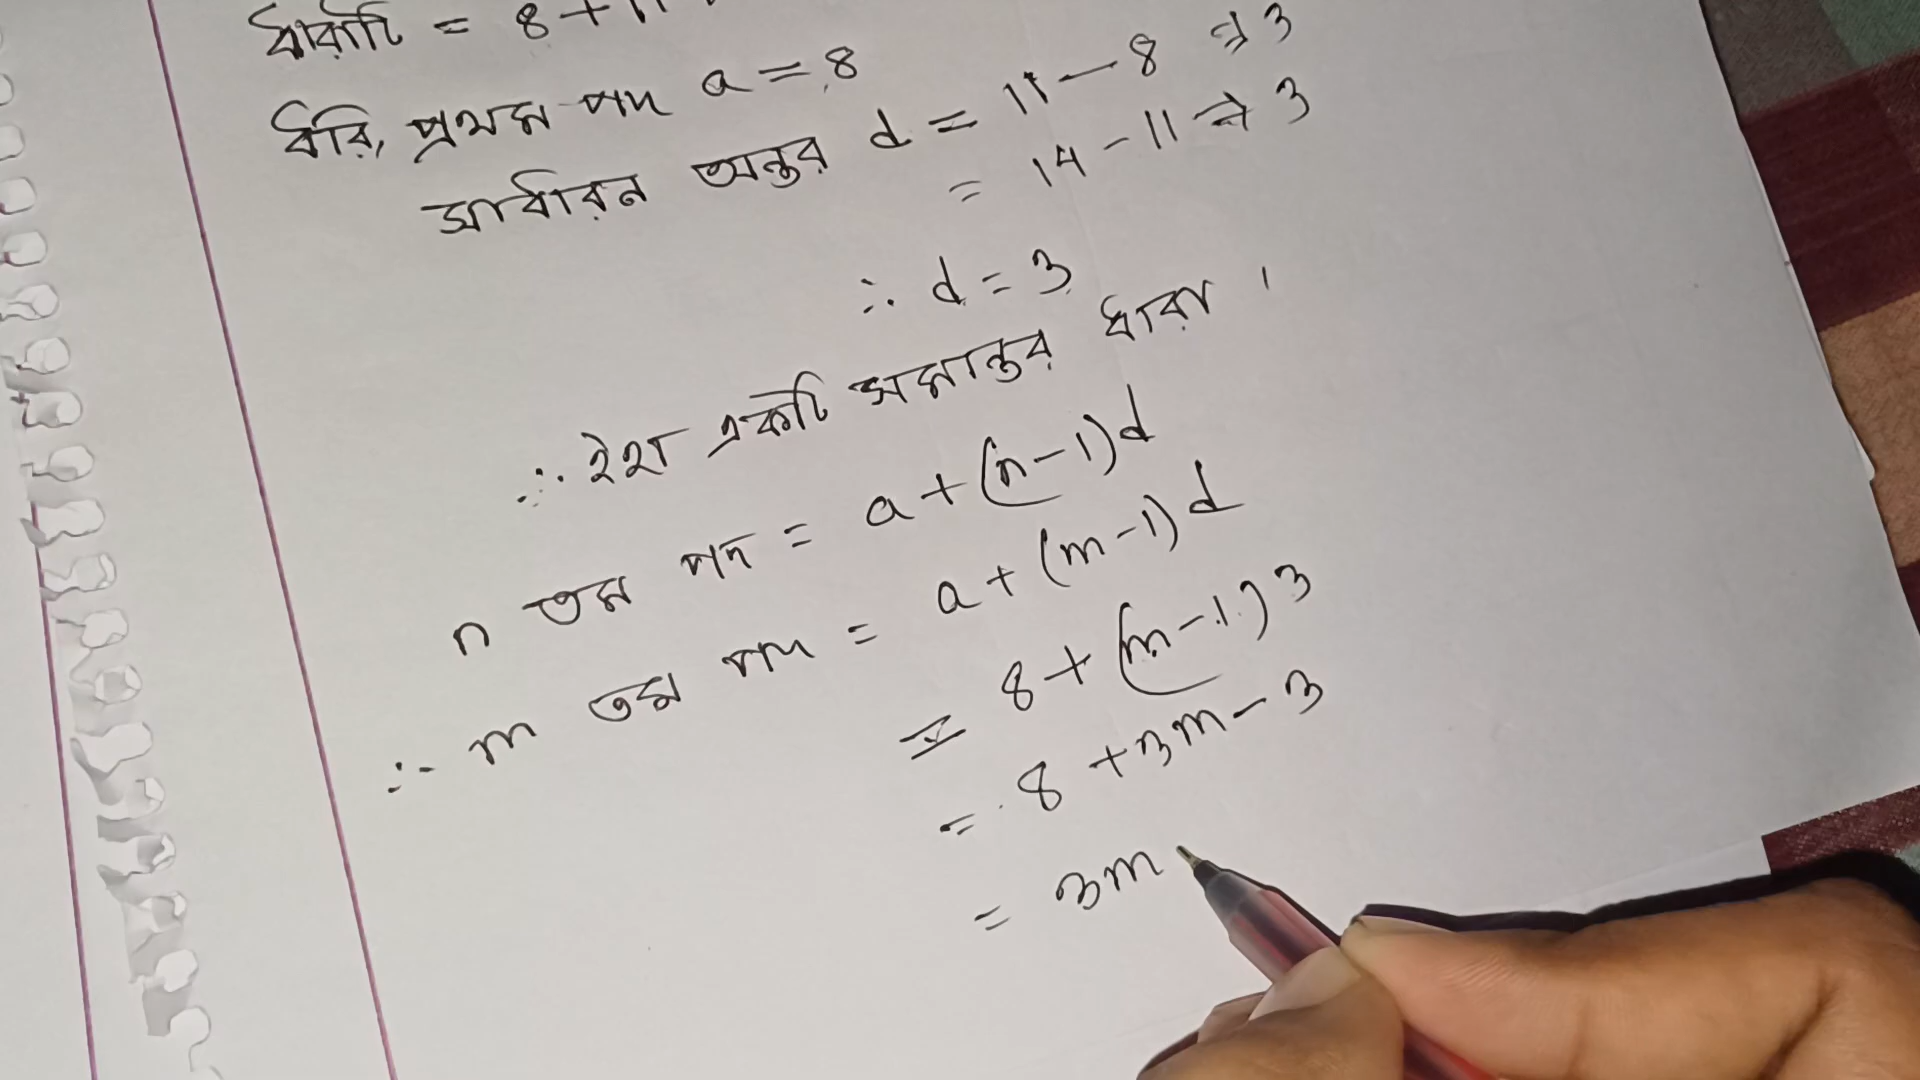 ধারাটি = 8 + 11
ধরি, প্রথম পদ a = 8
সাধারন অন্তর d = 11 - 8 ⇒ 3
= 14 - 11 ⇒ 3
∴ d = 3
∴ ইহা একটি সমান্তর ধারা ।
n তম পদ = a + (n-1)d
∴ m তম পদ = a + (m-1)d
= 8 + (m-1)3
= 8 + 3m - 3
= 3m